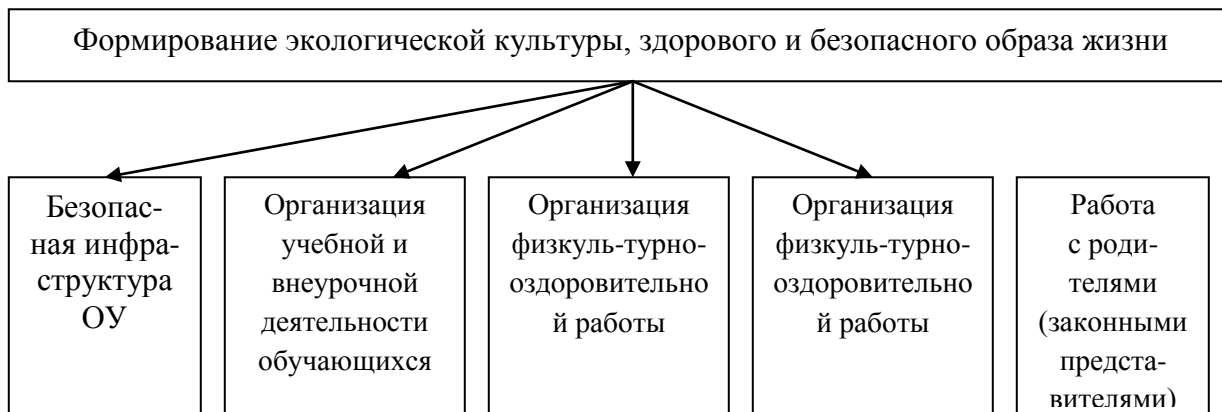 Формирование экологической культуры, здорового и безопасного образа жизни
Безопас-
ная инфра-
структура
ОУ
Организация
учебной и
внеурочной
деятельности
обучающихся
Организация
физкуль-турно-
оздоровительно
й работы
Организация
физкуль-турно-
оздоровительно
й работы
Работа
с роди-
телями
(законными
предста-
вителями)